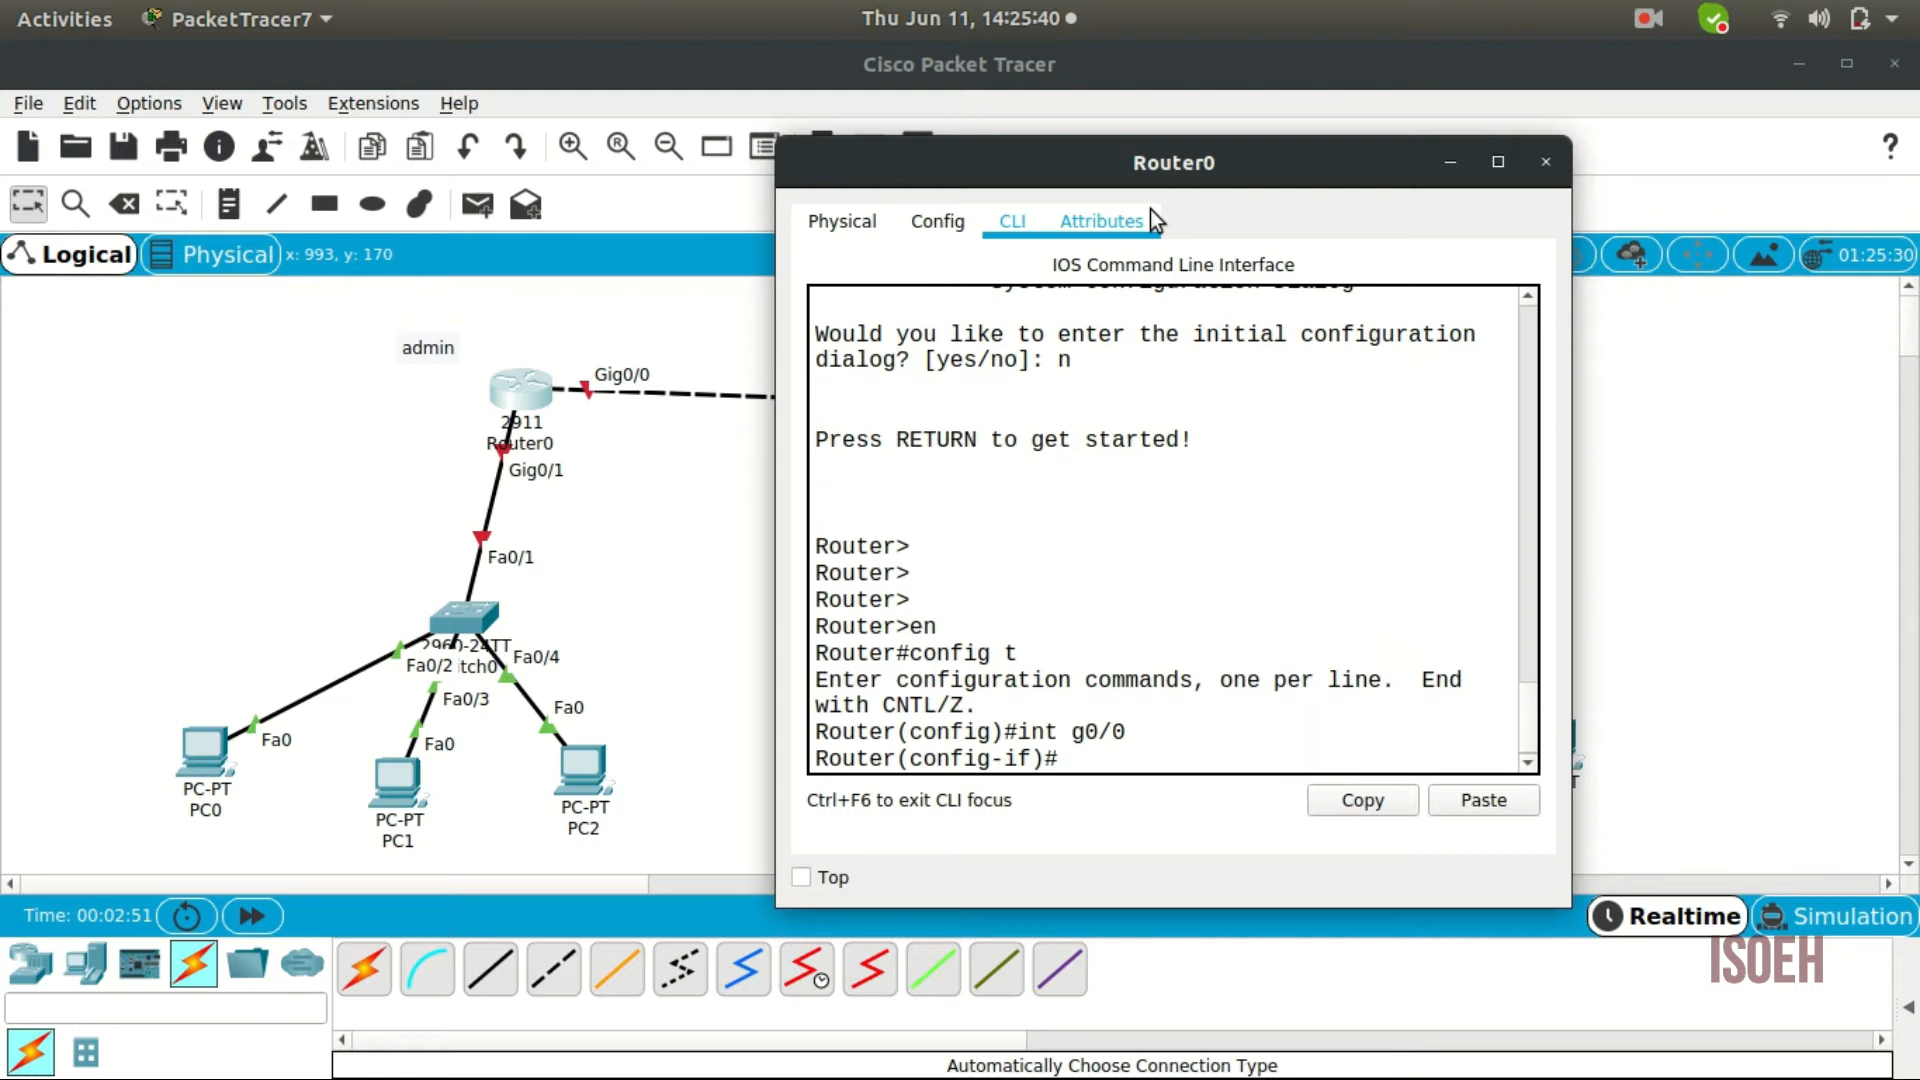 Activities
PacketTracer7
Thu Jun 11, 14:25:40
Cisco Packet Tracer
File Edit Options View Tools Extensions Help
Router0
Physical Config CLI Attributes
Logical
Physical
x: 993, y: 170
01:25:30
IOS Command Line Interface
System Configuration Dialog
Would you like to enter the initial configuration
dialog? [yes/no]: n
Press RETURN to get started!
Router>
Router>
Router>
Router>en
Router#config t
Enter configuration commands, one per line.  End
with CNTL/Z.
Router(config)#int g0/0
Router(config-if)#
Ctrl+F6 to exit CLI focus
Copy
Paste
Top
admin
Gig0/0
2911
Router0
Gig0/1
Fa0/1
2960-24TT
Fa0/2
itch0
Fa0/4
Fa0/3
Fa0
Fa0
Fa0
PC-PT
PC0
PC-PT
PC1
PC-PT
PC2
T
Time: 00:02:51
Realtime
Simulation
ISOEH
Automatically Choose Connection Type